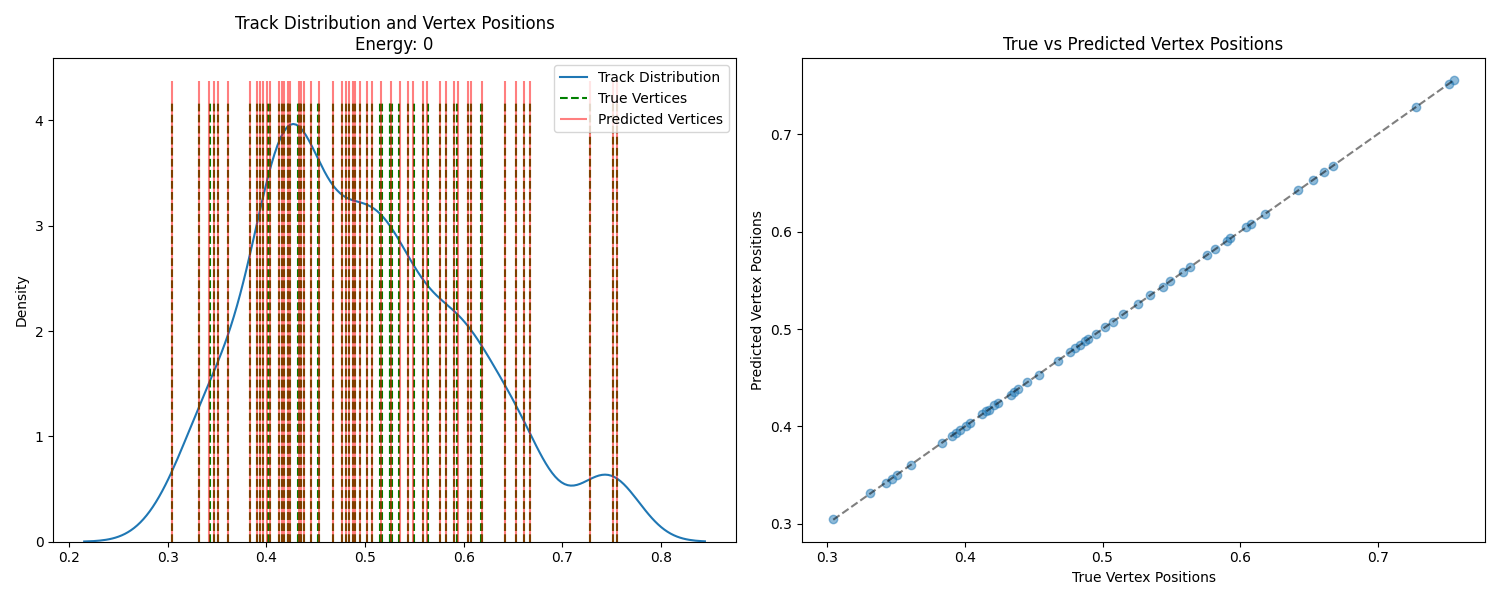 Track Distribution and Vertex Positions
Energy: 0
Track Distribution
True Vertices
Predicted Vertices
Density
4
3
2
1
0
0.2 0.3 0.4 0.5 0.6 0.7 0.8
True vs Predicted Vertex Positions
Predicted Vertex Positions
0.7
0.6
0.5
0.4
0.3
0.3 0.4 0.5 0.6 0.7
True Vertex Positions